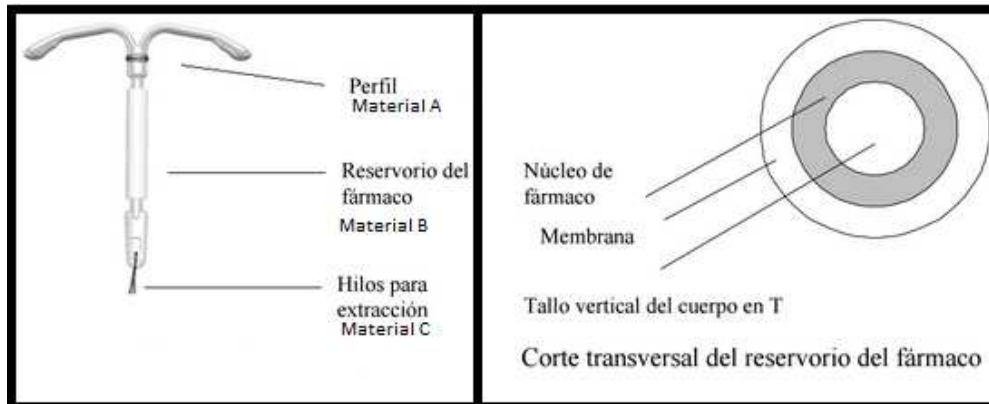 Perfil
Material A
Reservorio del
fármaco
Material B
Hilos para
extracción
Material C
Núcleo de
fármaco
Membrana
Tallo vertical del cuerpo en T
Corte transversal del reservorio del fármaco